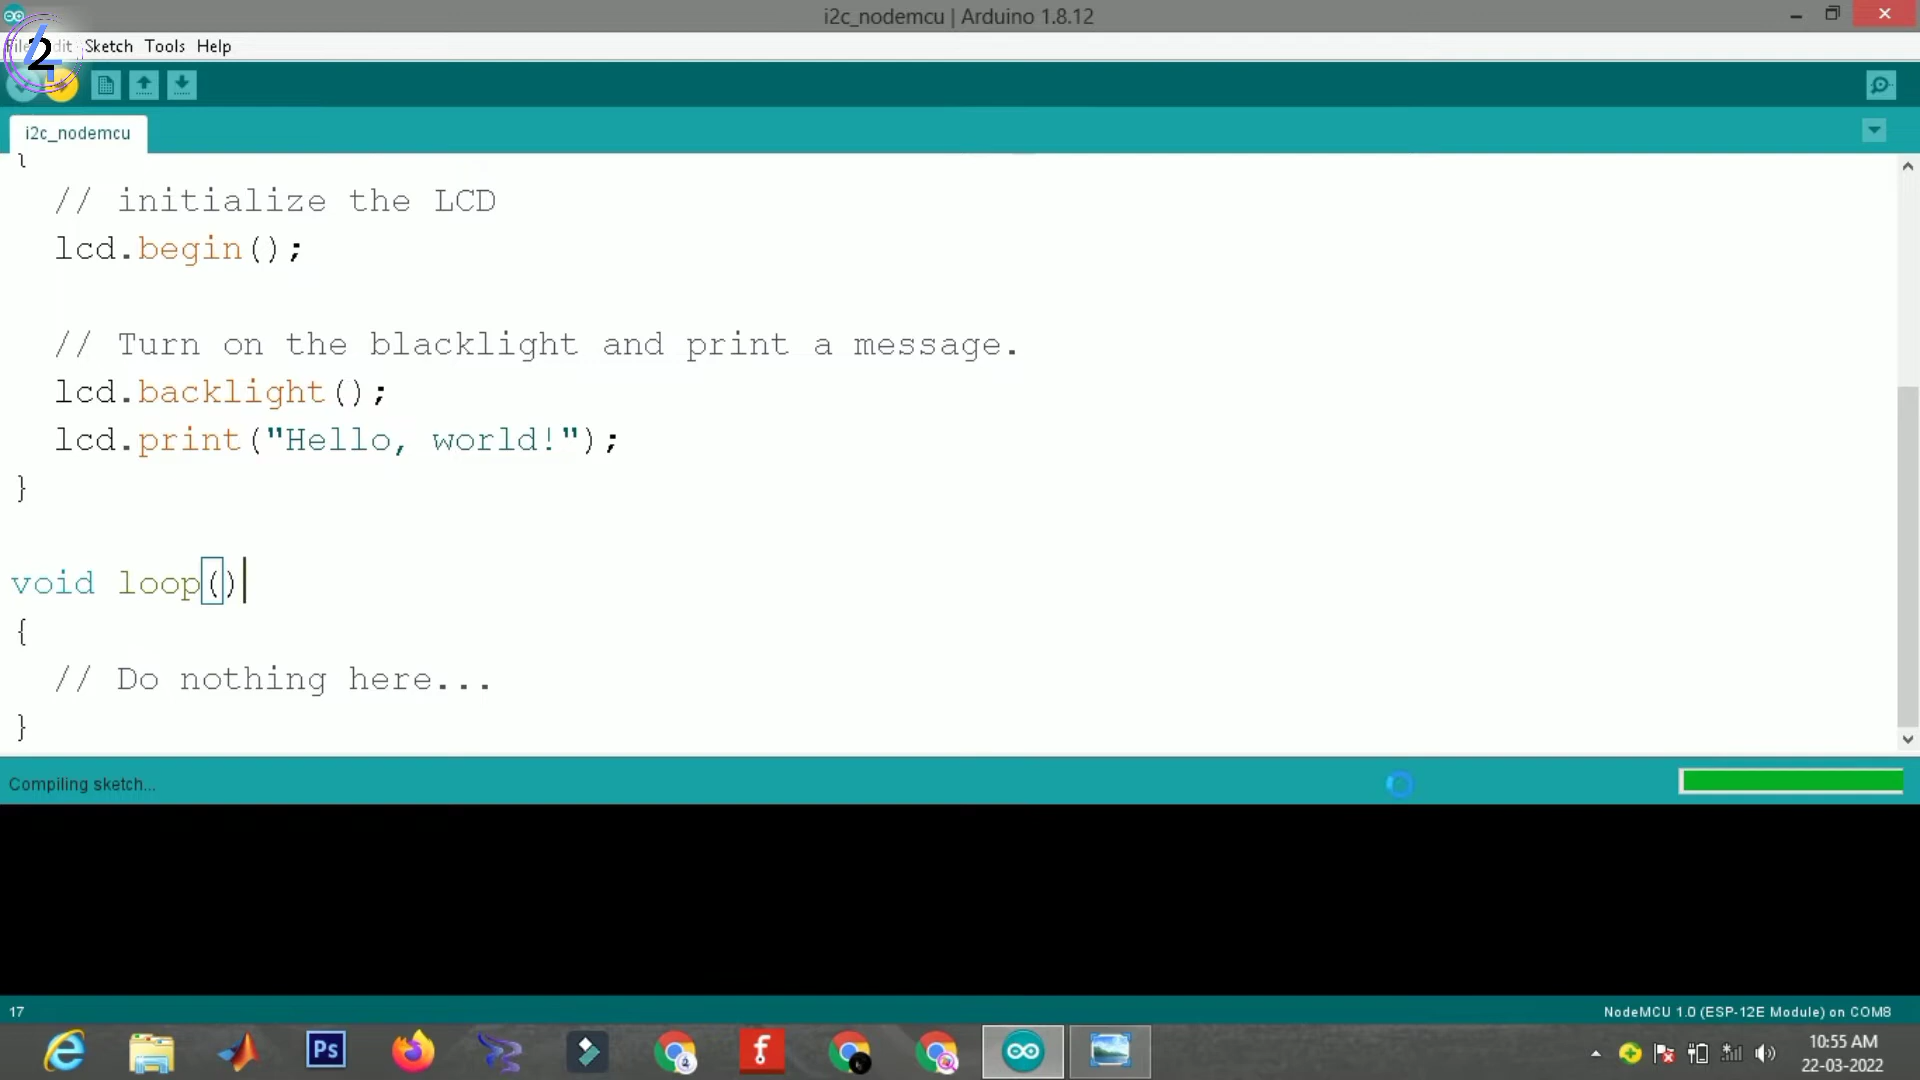 i2c_nodemcu | Arduino 1.8.12
Sketch Tools Help
i2c_nodemcu
{
// initialize the LCD
lcd.begin();
// Turn on the blacklight and print a message.
lcd.backlight();
lcd.print("Hello, world!");
}
void loop()
{
// Do nothing here...
}
Compiling sketch...
17
NodeMCU 1.0 (ESP-12E Module) on COM8
Ps
10:55 AM
22-03-2022